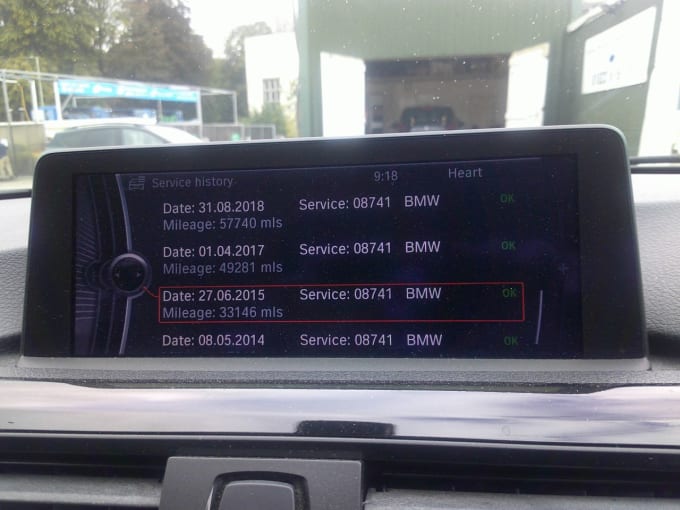 Service history 9:18 Heart
Date: 31.08.2018 Service: 08741 BMW OK
Mileage: 57740 mls
Date: 01.04.2017 Service: 08741 BMW OK
Mileage: 49281 mls
Date: 27.06.2015 Service: 08741 BMW OK
Mileage: 33146 mls
Date: 08.05.2014 Service: 08741 BMW OK